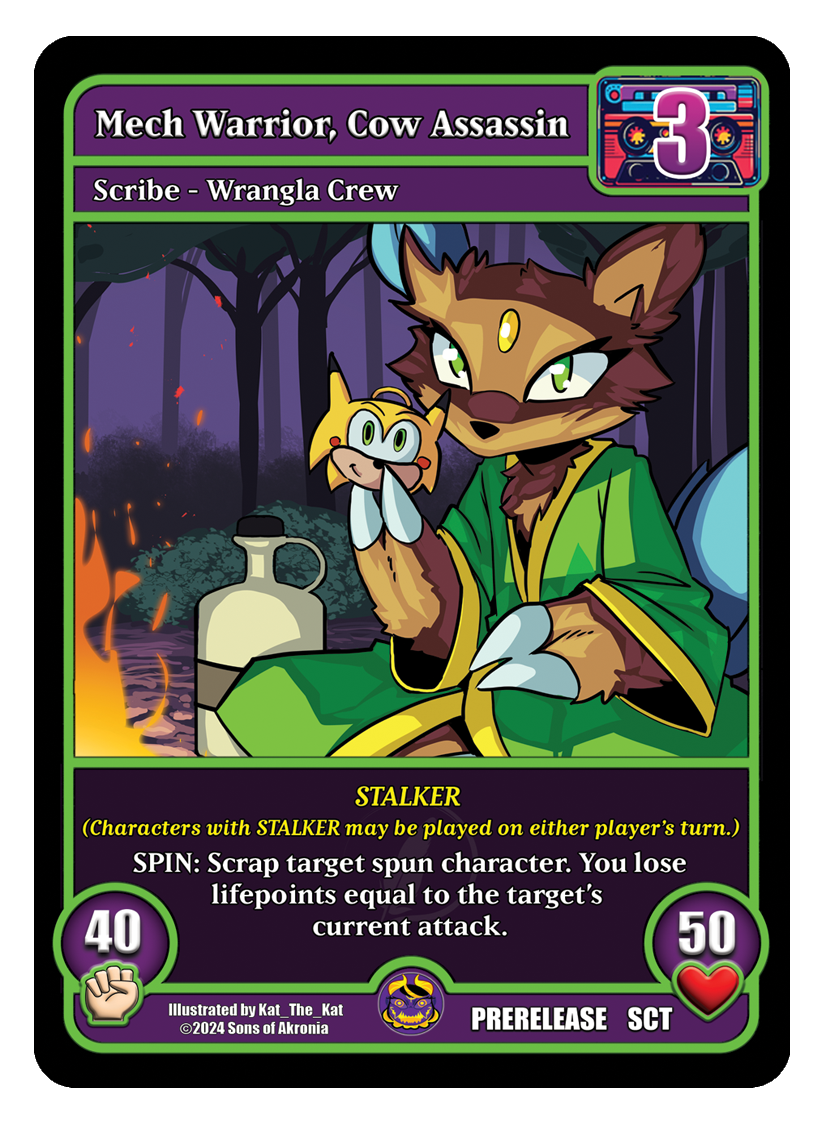 Mech Warrior, Cow Assassin
3
Scribe - Wrangla Crew
STALKER
(Characters with STALKER may be played on either player's turn.)
SPIN: Scrap target spun character. You lose
lifepoints equal to the target's
current attack.
40
50
Illustrated by Kat_The_Kat
©2024 Sons of Akronia
PRERELEASE SCT